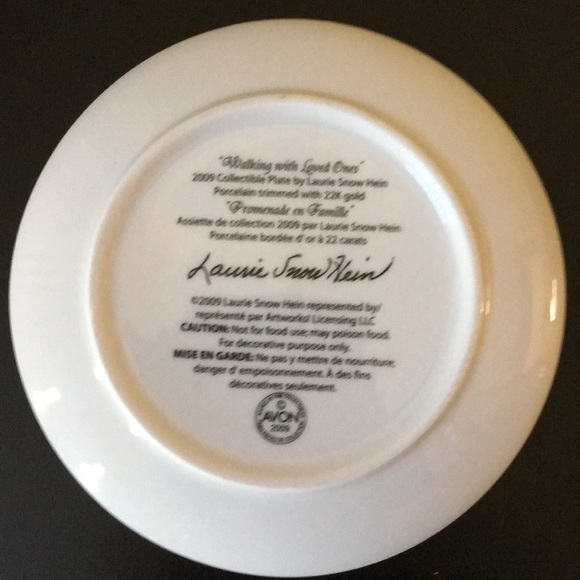 "Walking with Loved Ones"
2009 Collectible Plate by Laurie Snow Hein
Porcelain trimmed with 22K gold
"Promenade en Famille"
Assiette de collection 2009 par Laurie Snow Hein
Porcelaine bordée d'or à 22 carats
Laurie Snow Hein
©2009 Laurie Snow Hein represented by/
représenté par Artworks! Licensing LLC
CAUTION: Not for food use; may poison food.
For decorative purpose only.
MISE EN GARDE: Ne pas y mettre de nourriture;
danger d'empoisonnement. À des fins
décoratives seulement.
©
AVON
2009